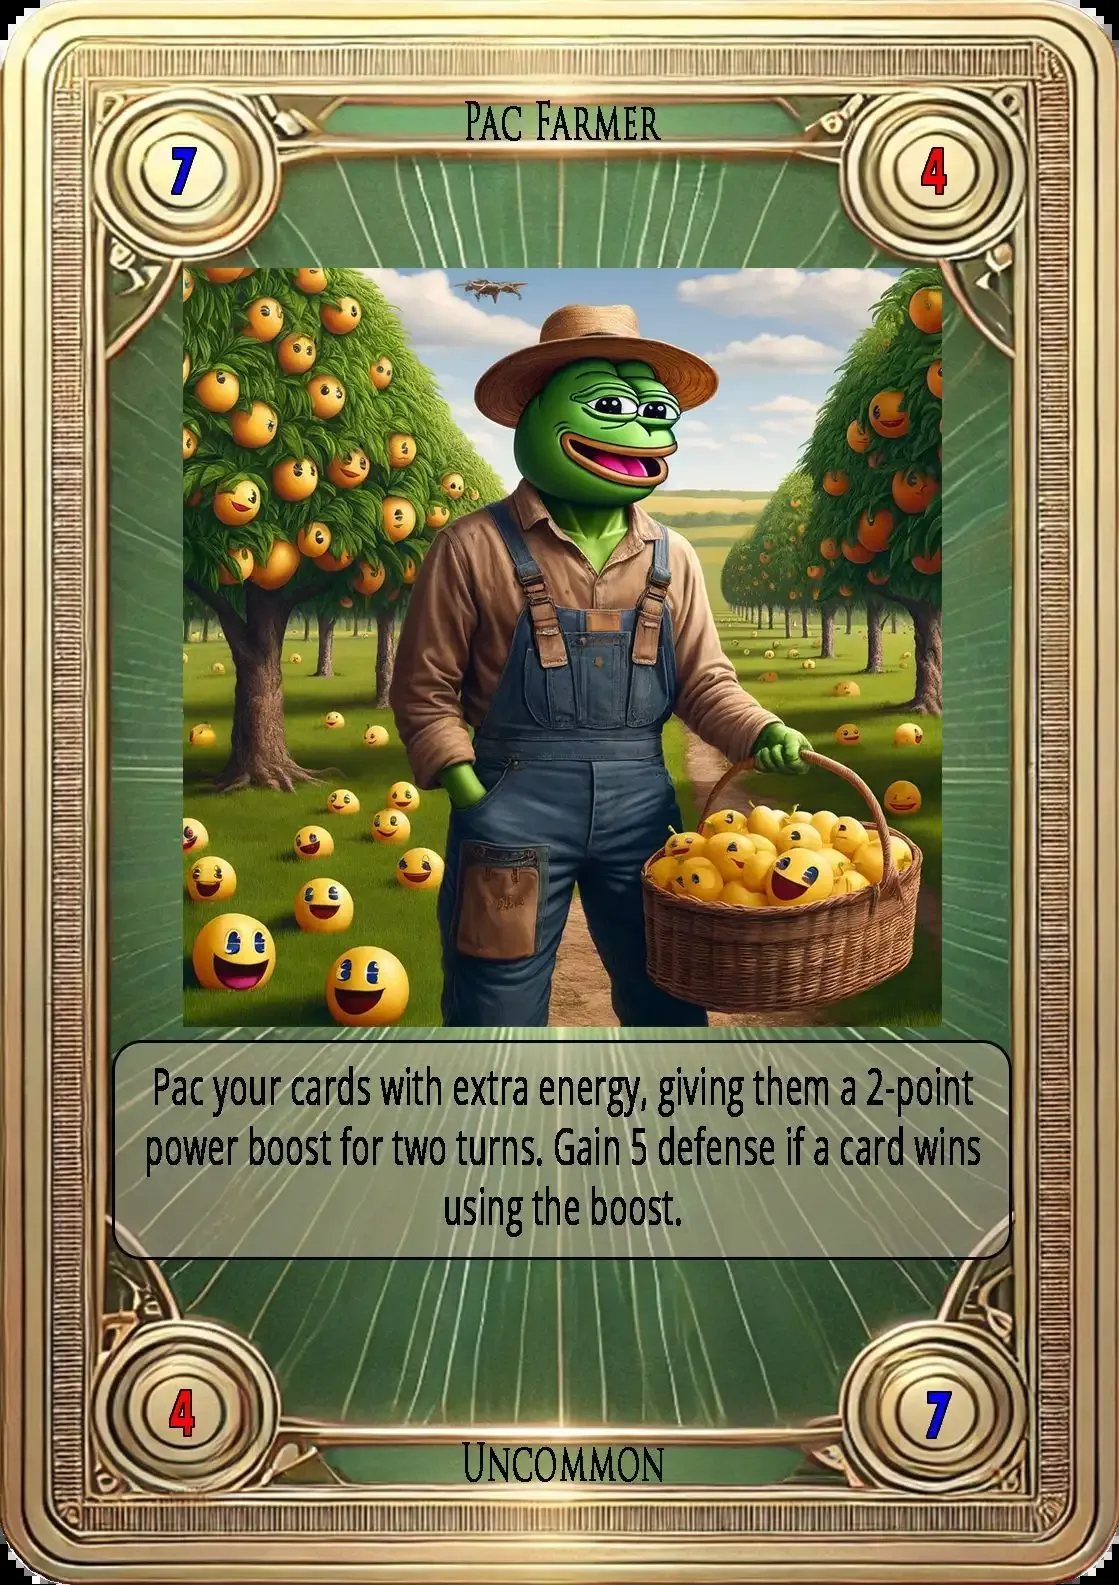 Pac Farmer
7
4
Pac your cards with extra energy, giving them a 2-point
power boost for two turns. Gain 5 defense if a card wins
using the boost.
4
7
Uncommon